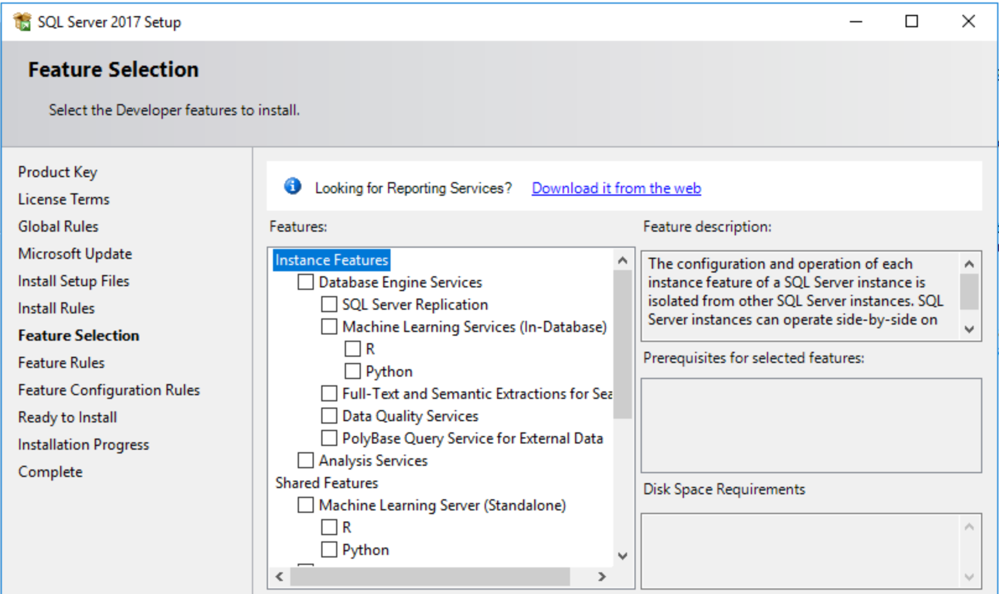 SQL Server 2017 Setup
Feature Selection
Select the Developer features to install.
Product Key
License Terms
Global Rules
Microsoft Update
Install Setup Files
Install Rules
Feature Selection
Feature Rules
Feature Configuration Rules
Ready to Install
Installation Progress
Complete
Looking for Reporting Services? Download it from the web
Features:
Instance Features
Database Engine Services
SQL Server Replication
Machine Learning Services (In-Database)
R
Python
Full-Text and Semantic Extractions for Sea
Data Quality Services
PolyBase Query Service for External Data
Analysis Services
Shared Features
Machine Learning Server (Standalone)
R
Python
Feature description:
The configuration and operation of each
instance feature of a SQL Server instance is
isolated from other SQL Server instances. SQL
Server instances can operate side-by-side on
Prerequisites for selected features:
Disk Space Requirements